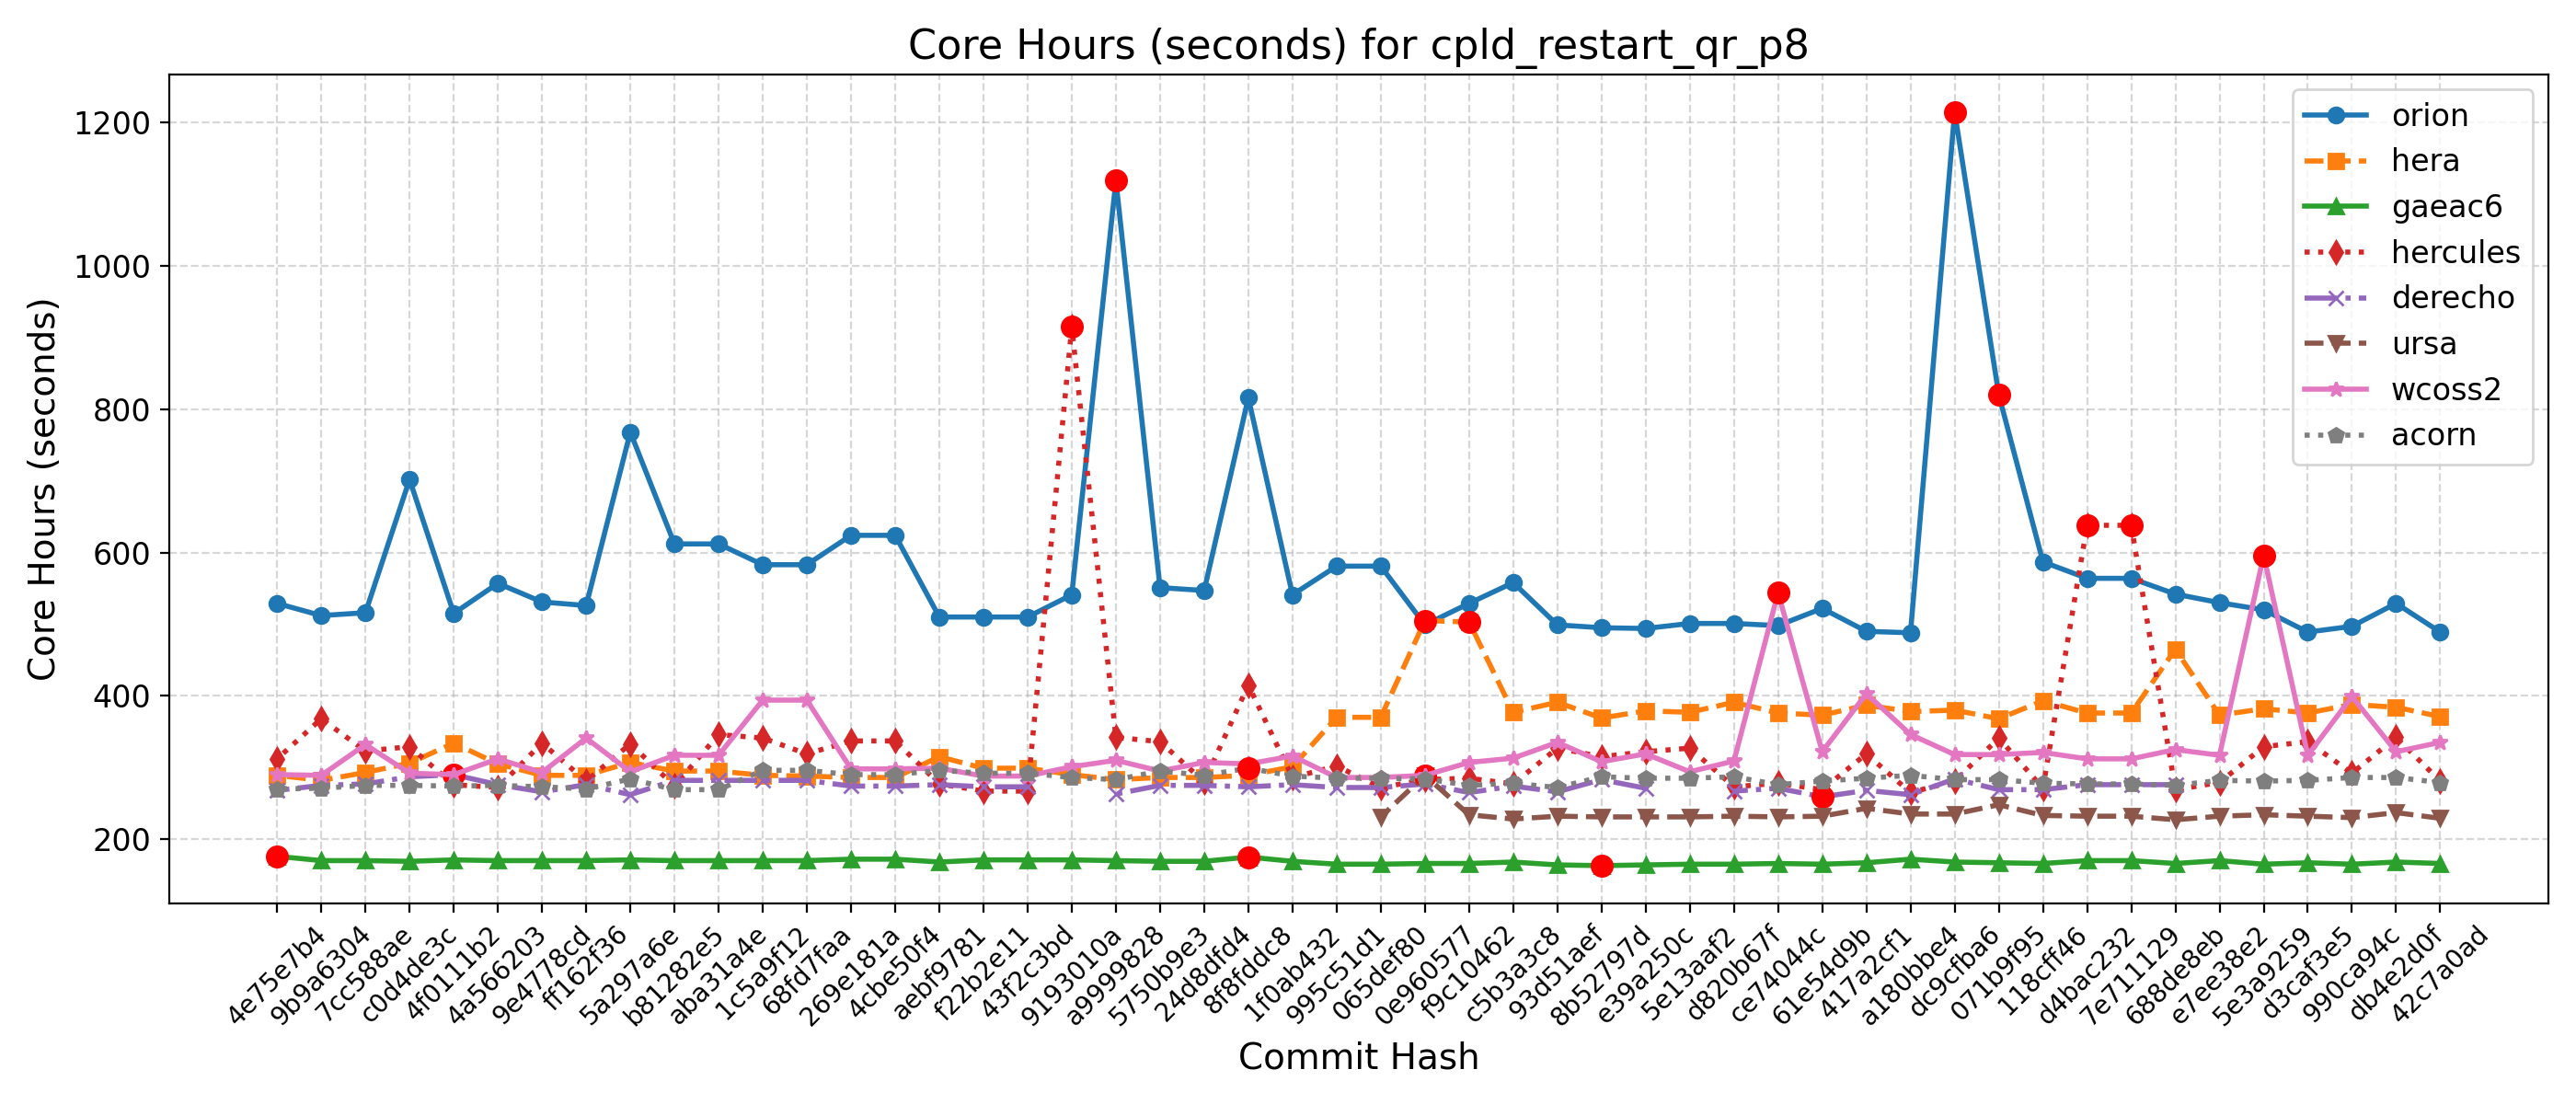 Core Hours (seconds) for cpld_restart_qr_p8
Core Hours (seconds)
1200
1000
800
600
400
200
orion
hera
gaeac6
hercules
derecho
ursa
wcoss2
acorn
4e75e7b4
9b9a6304
7cc588ae
c0d4de3c
4f0111b2
4a566203
9e4778cd
ff162f36
5a297a6e
b81282e5
aba31a4e
1c5a9f12
68fd7faa
269e181a
4cbe50f4
aebf9781
f22b2e11
43f2c3bd
9193010a
a9999828
5750b9e3
24d8dfd4
8f8fddc8
1f0ab432
995c51d1
065def80
0e960577
f9c10462
c5b3a3c8
93d51aef
8b52797d
e39a250c
5e13aaf2
d820b67f
ce74044c
61e54d9b
417a2cf1
a180bbe4
dc9cfba6
071b9f95
118cff46
d4bac232
7e711129
688de8eb
e7ee38e2
5e3a9259
d3caf3e5
990ca94c
db4e2d0f
42c7a0ad
Commit Hash